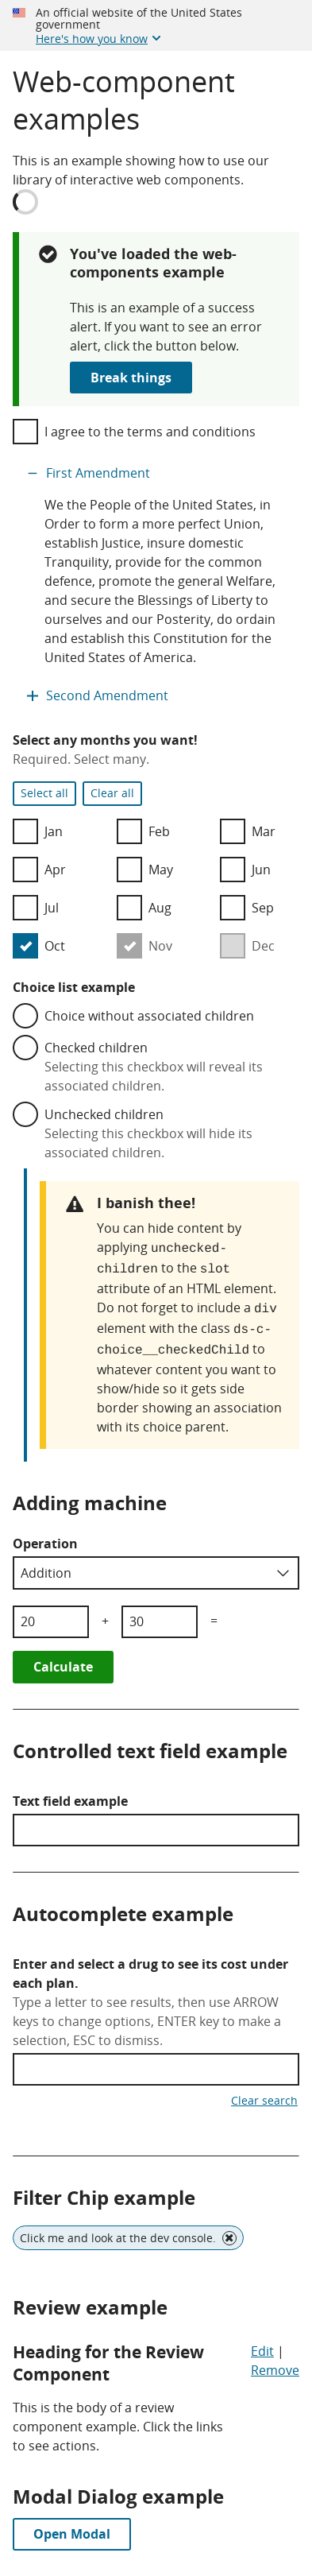 An official website of the United States
government
Here's how you know
Web-component
examples
This is an example showing how to use our
library of interactive web components.
You've loaded the web-
components example
This is an example of a success
alert. If you want to see an error
alert, click the button below.
Break things
I agree to the terms and conditions
First Amendment
We the People of the United States, in
Order to form a more perfect Union,
establish Justice, insure domestic
Tranquility, provide for the common
defence, promote the general Welfare,
and secure the Blessings of Liberty to
ourselves and our Posterity, do ordain
and establish this Constitution for the
United States of America.
Second Amendment
Select any months you want!
Required. Select many.
Select all Clear all
Jan Feb Mar
Apr May Jun
Jul Aug Sep
Oct Nov Dec
Choice list example
Choice without associated children
Checked children
Selecting this checkbox will reveal its
associated children.
Unchecked children
Selecting this checkbox will hide its
associated children.
I banish thee!
You can hide content by
applying unchecked-
children to the slot
attribute of an HTML element.
Do not forget to include a div
element with the class ds-c-
choice__checkedChild to
whatever content you want to
show/hide so it gets side
border showing an association
with its choice parent.
Adding machine
Operation
Addition
20 + 30 =
Calculate
Controlled text field example
Text field example
Autocomplete example
Enter and select a drug to see its cost under
each plan.
Type a letter to see results, then use ARROW
keys to change options, ENTER key to make a
selection, ESC to dismiss.
Clear search
Filter Chip example
Click me and look at the dev console.
Review example
Heading for the Review
Component
Edit |
Remove
This is the body of a review
component example. Click the links
to see actions.
Modal Dialog example
Open Modal